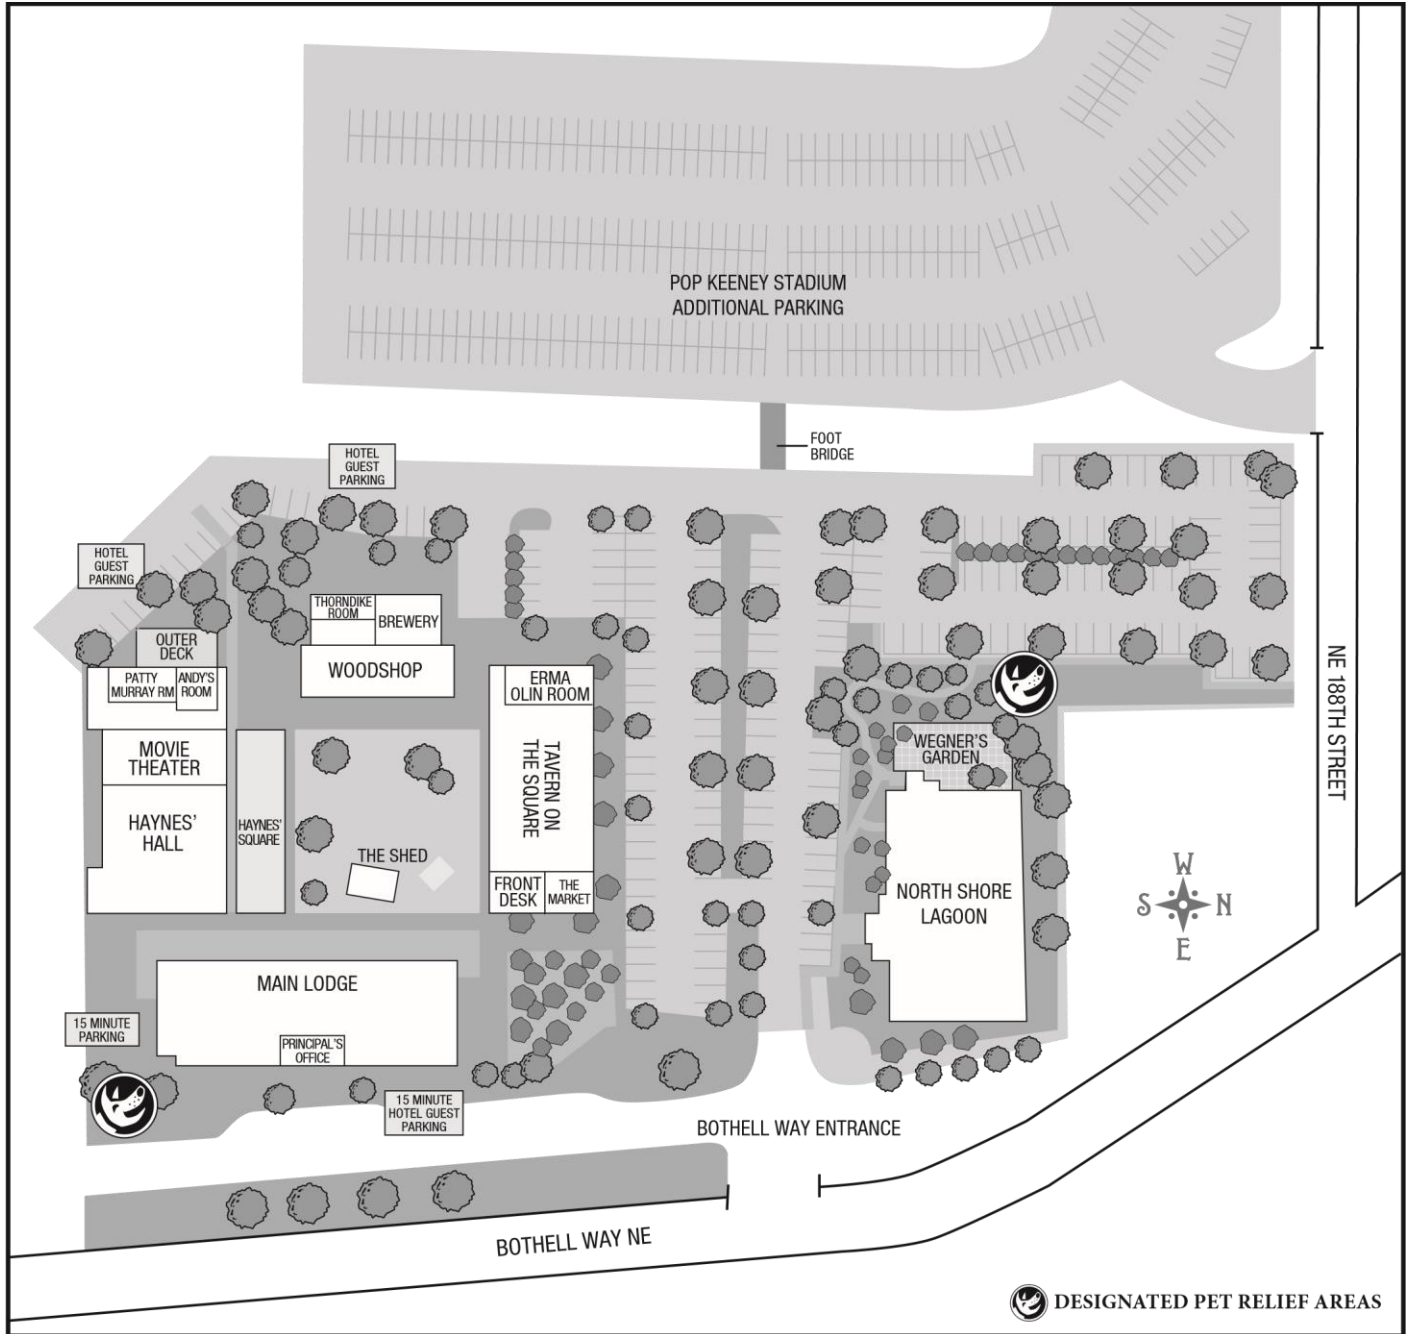 POP KEENEY STADIUM
ADDITIONAL PARKING
FOOT
BRIDGE
HOTEL
GUEST
PARKING
HOTEL
GUEST
PARKING
OUTER
DECK
PATTY
MURRAY RM
ANDY'S
ROOM
THORNDIKE
ROOM
BREWERY
WOODSHOP
ERMA
OLIN ROOM
TAVERN ON
THE SQUARE
MOVIE
THEATER
HAYNES'
HALL
HAYNES'
SQUARE
THE SHED
FRONT
DESK
THE
MARKET
WEGNER'S
GARDEN
NORTH SHORE
LAGOON
NE 188TH STREET
W
S
N
E
MAIN LODGE
PRINCIPAL'S
OFFICE
15 MINUTE
PARKING
15 MINUTE
HOTEL GUEST
PARKING
BOTHELL WAY ENTRANCE
BOTHELL WAY NE
DESIGNATED PET RELIEF AREAS